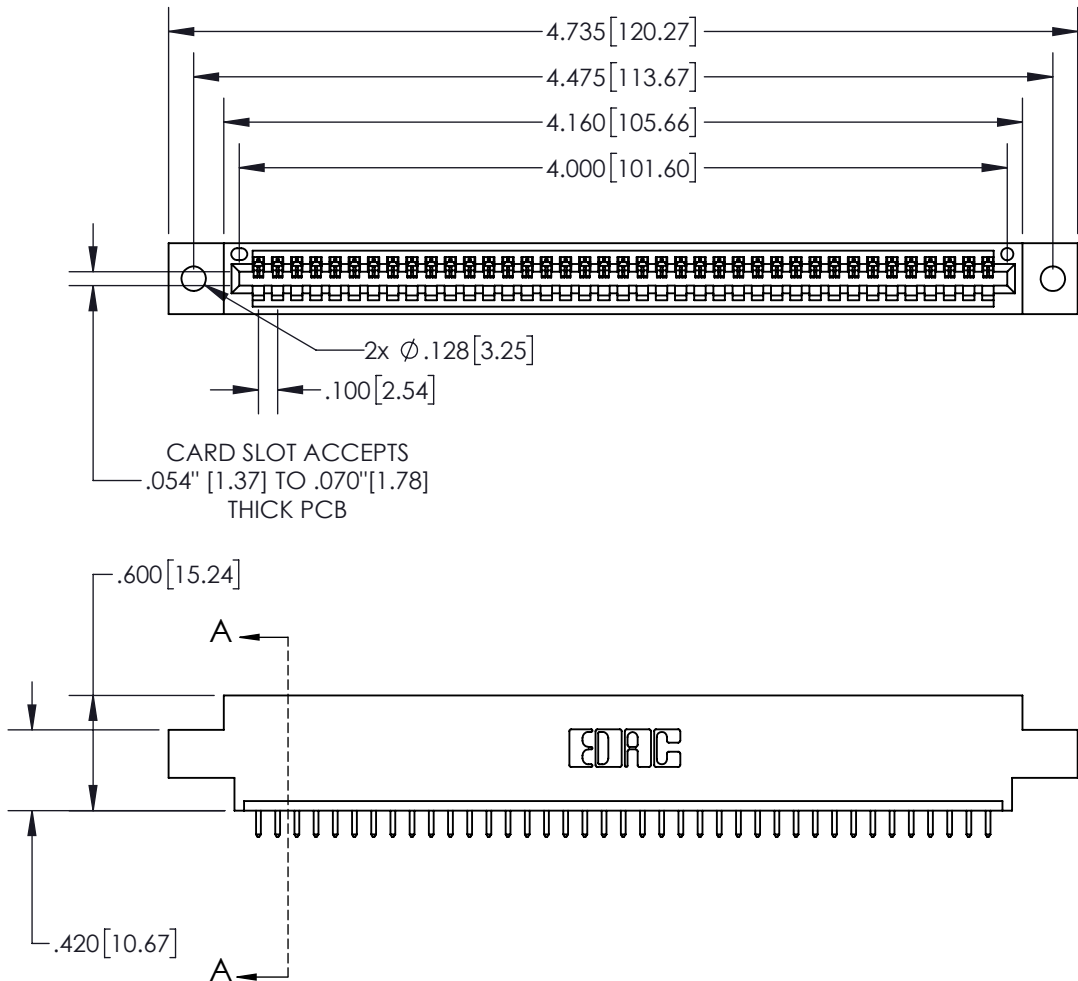 4.735[120.27]
4.475[113.67]
4.160[105.66]
4.000[101.60]
2x Ø.128[3.25]
.100[2.54]
CARD SLOT ACCEPTS
.054" [1.37] TO .070"[1.78]
THICK PCB
.600[15.24]
A
EDAC
.420[10.67]
A